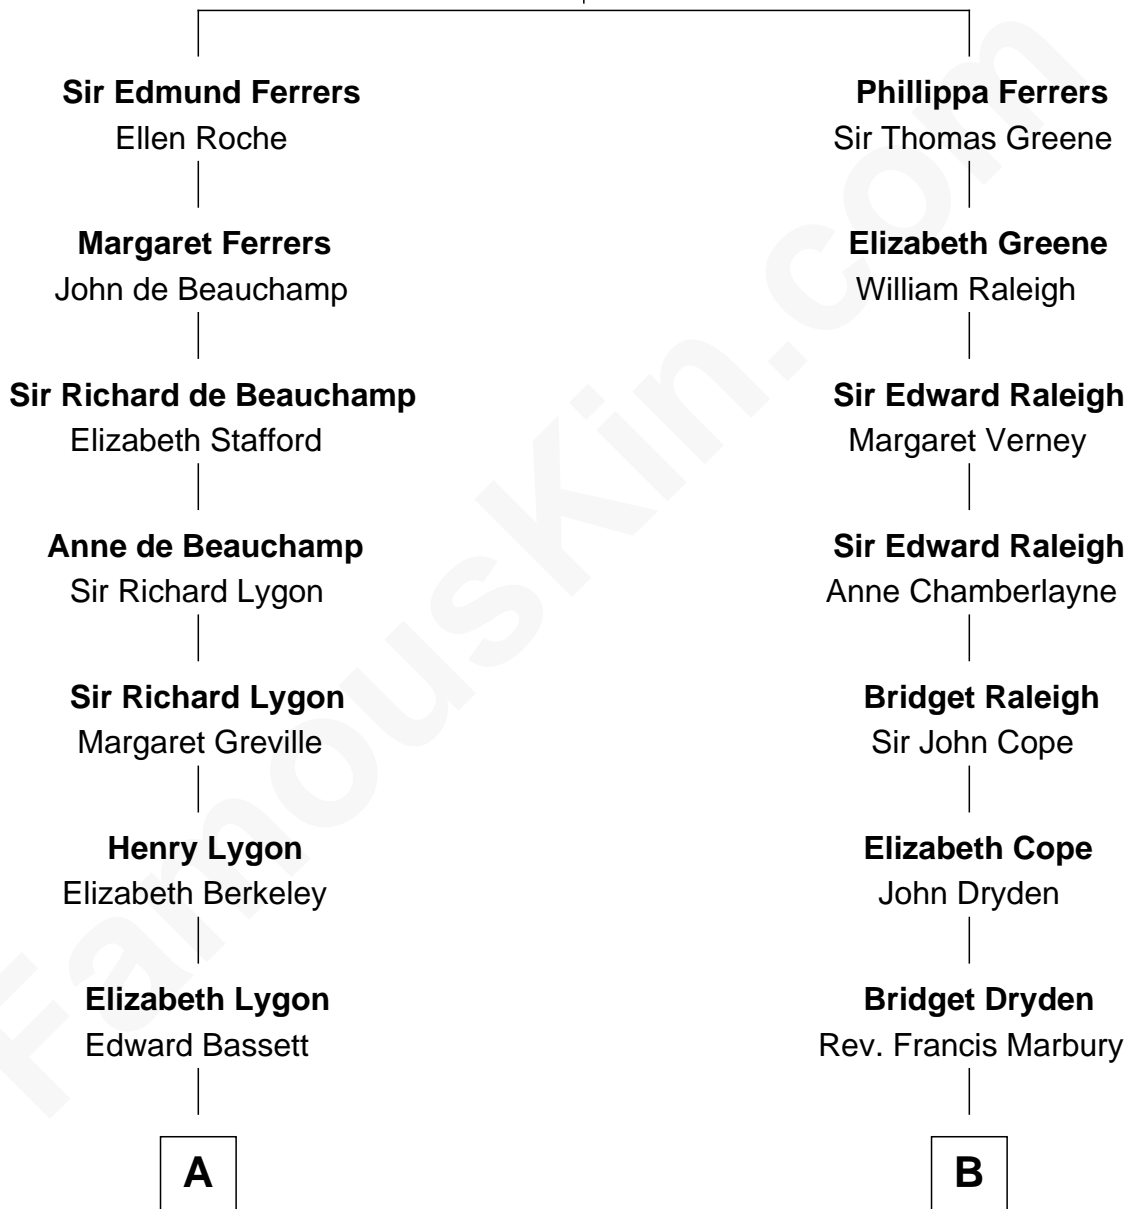 Sir Edmund Ferrers
Ellen Roche
Margaret Ferrers
John de Beauchamp
Sir Richard de Beauchamp
Elizabeth Stafford
Anne de Beauchamp
Sir Richard Lygon
Sir Richard Lygon
Margaret Greville
Henry Lygon
Elizabeth Berkeley
Elizabeth Lygon
Edward Bassett
A
Phillippa Ferrers
Sir Thomas Greene
Elizabeth Greene
William Raleigh
Sir Edward Raleigh
Margaret Verney
Sir Edward Raleigh
Anne Chamberlayne
Bridget Raleigh
Sir John Cope
Elizabeth Cope
John Dryden
Bridget Dryden
Rev. Francis Marbury
B
FamousKin.com